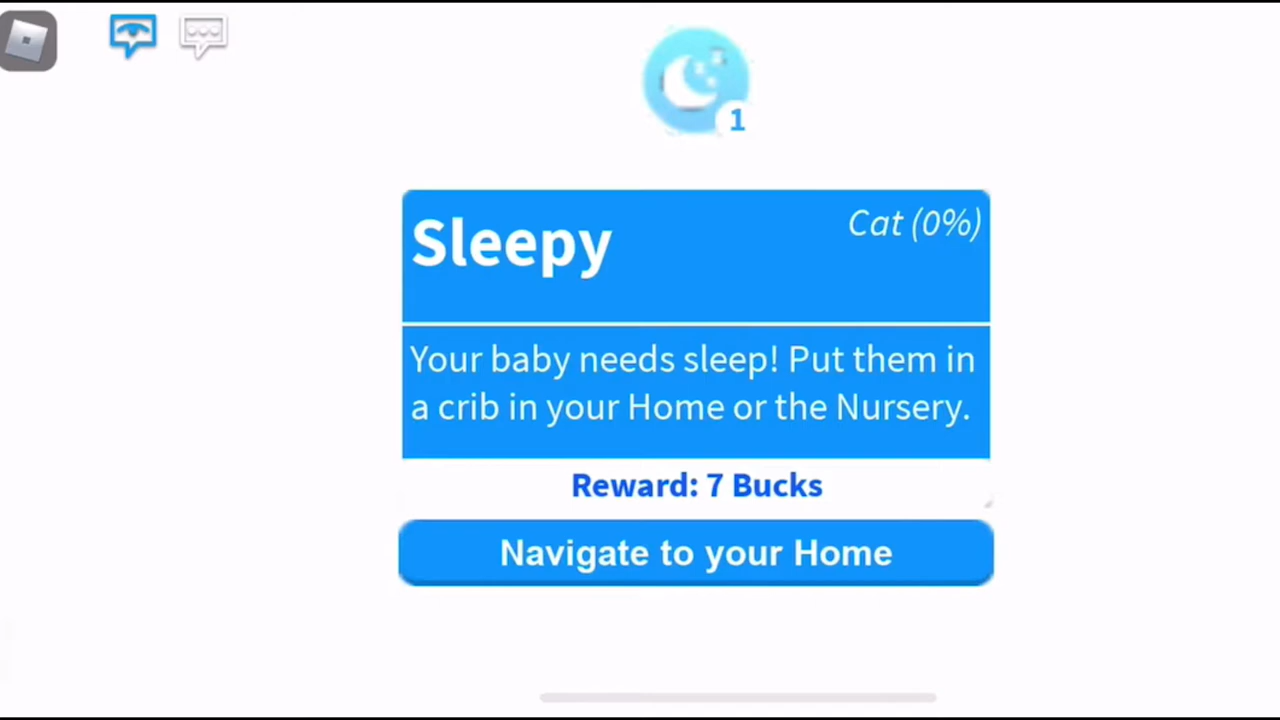 1
Sleepy
Cat (0%)
Your baby needs sleep! Put them in
a crib in your Home or the Nursery.
Reward: 7 Bucks
Navigate to your Home